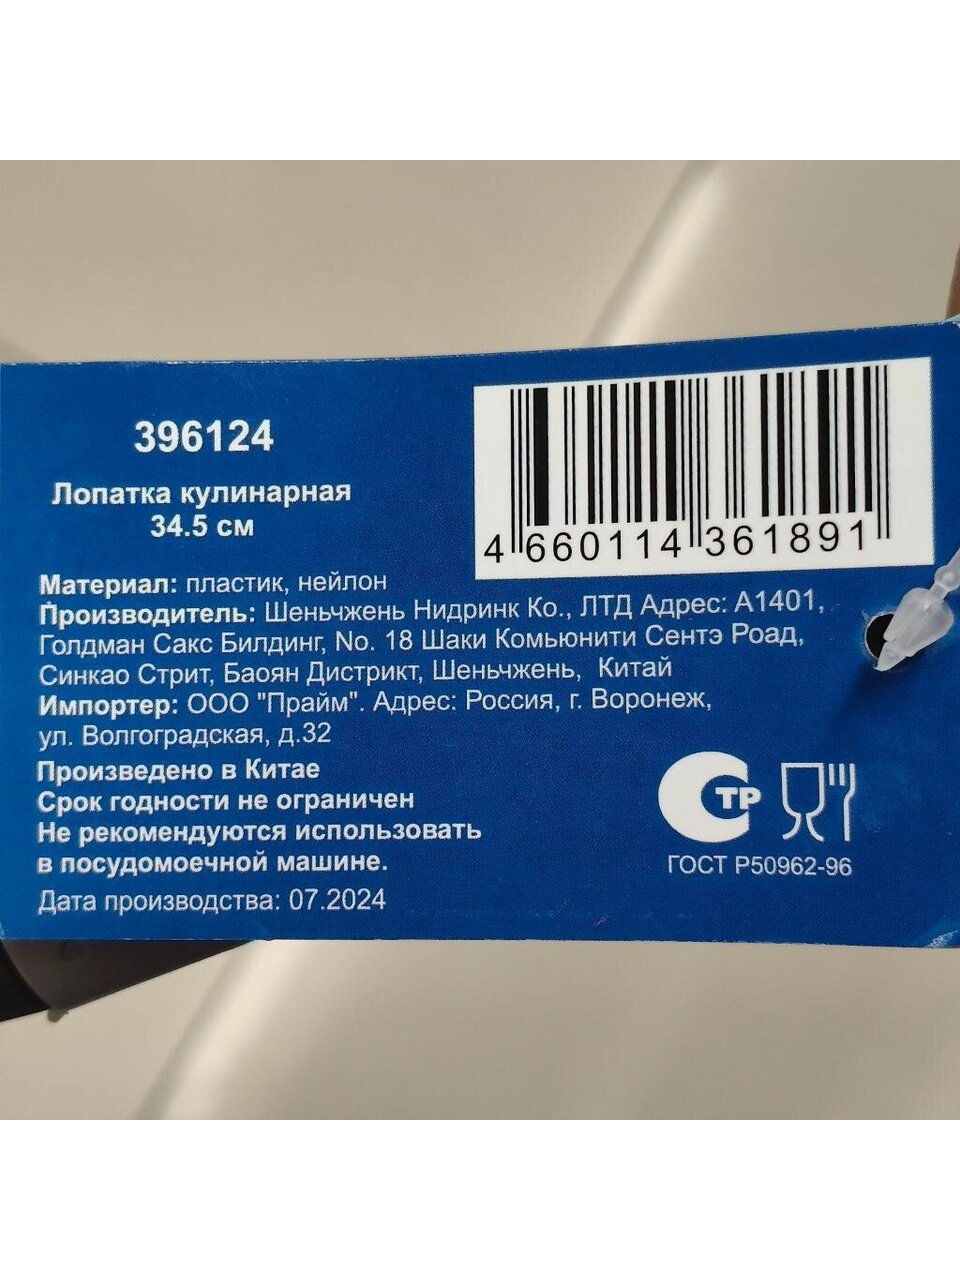 396124
Лопатка кулинарная
34.5 см
4 660114 361891
Материал: пластик, нейлон
Производитель: Шеньчжень Нидринк Ко., ЛТД Адрес: А1401,
Голдман Сакс Билдинг, No. 18 Шаки Комьюнити Сентэ Роад,
Синкао Стрит, Баоян Дистрикт, Шеньчжень, Китай
Импортер: ООО "Прайм". Адрес: Россия, г. Воронеж,
ул. Волгоградская, д.32
Произведено в Китае
Срок годности не ограничен
Не рекомендуются использовать
в посудомоечной машине.
Дата производства: 07.2024
СТР
ГОСТ Р50962-96